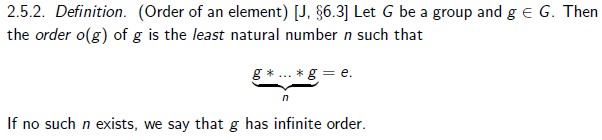 2.5.2. Definition. (Order of an element) [J, §6.3] Let G be a group and g ∈ G. Then
the order o(g) of g is the least natural number n such that
g ∗ ... ∗ g = e.
n
If no such n exists, we say that g has infinite order.